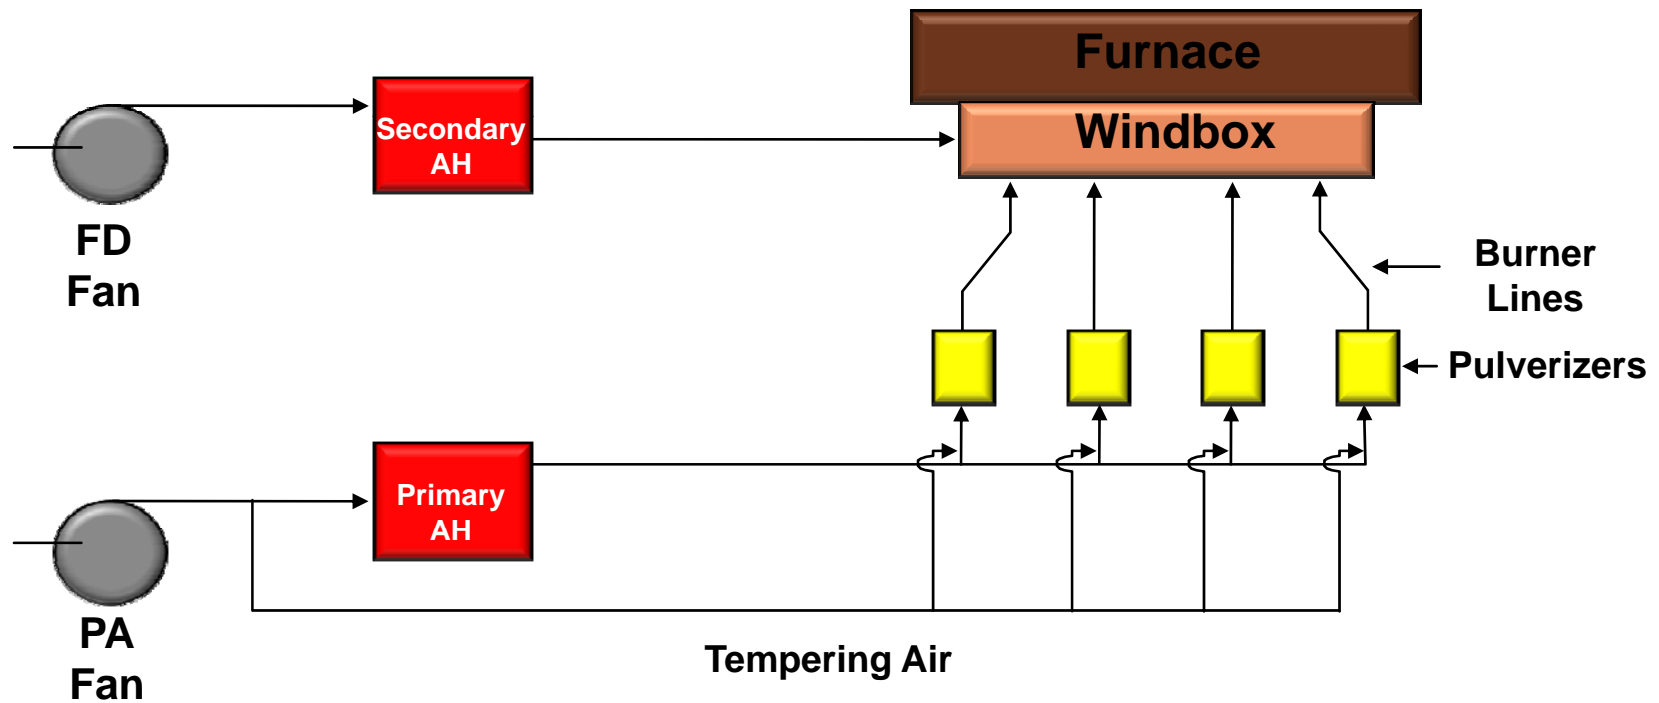 Furnace
Windbox
Secondary
AH
FD
Fan
Burner
Lines
Pulverizers
Primary
AH
PA
Fan
Tempering Air